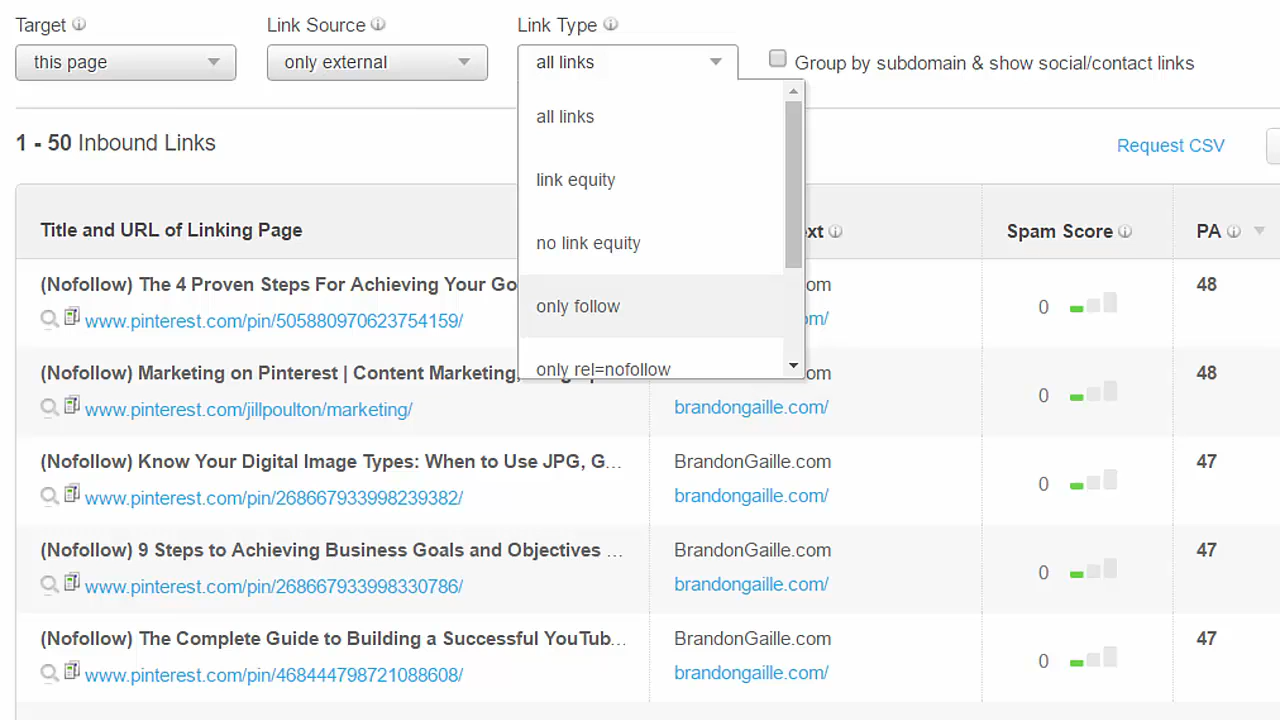 Target
Link Source
Link Type
this page
only external
all links
Group by subdomain & show social/contact links
all links
link equity
no link equity
only follow
only rel=nofollow
1 - 50 Inbound Links
Request CSV
Title and URL of Linking Page
Spam Score
PA
(Nofollow) The 4 Proven Steps For Achieving Your Go
www.pinterest.com/pin/505880970623754159/
0
48
(Nofollow) Marketing on Pinterest | Content Marketing,
www.pinterest.com/jillpoulton/marketing/
brandongaille.com/
0
48
(Nofollow) Know Your Digital Image Types: When to Use JPG, G...
www.pinterest.com/pin/268667933998239382/
BrandonGaille.com
brandongaille.com/
0
47
(Nofollow) 9 Steps to Achieving Business Goals and Objectives ...
www.pinterest.com/pin/268667933998330786/
BrandonGaille.com
brandongaille.com/
0
47
(Nofollow) The Complete Guide to Building a Successful YouTub...
www.pinterest.com/pin/468444798721088608/
BrandonGaille.com
brandongaille.com/
0
47